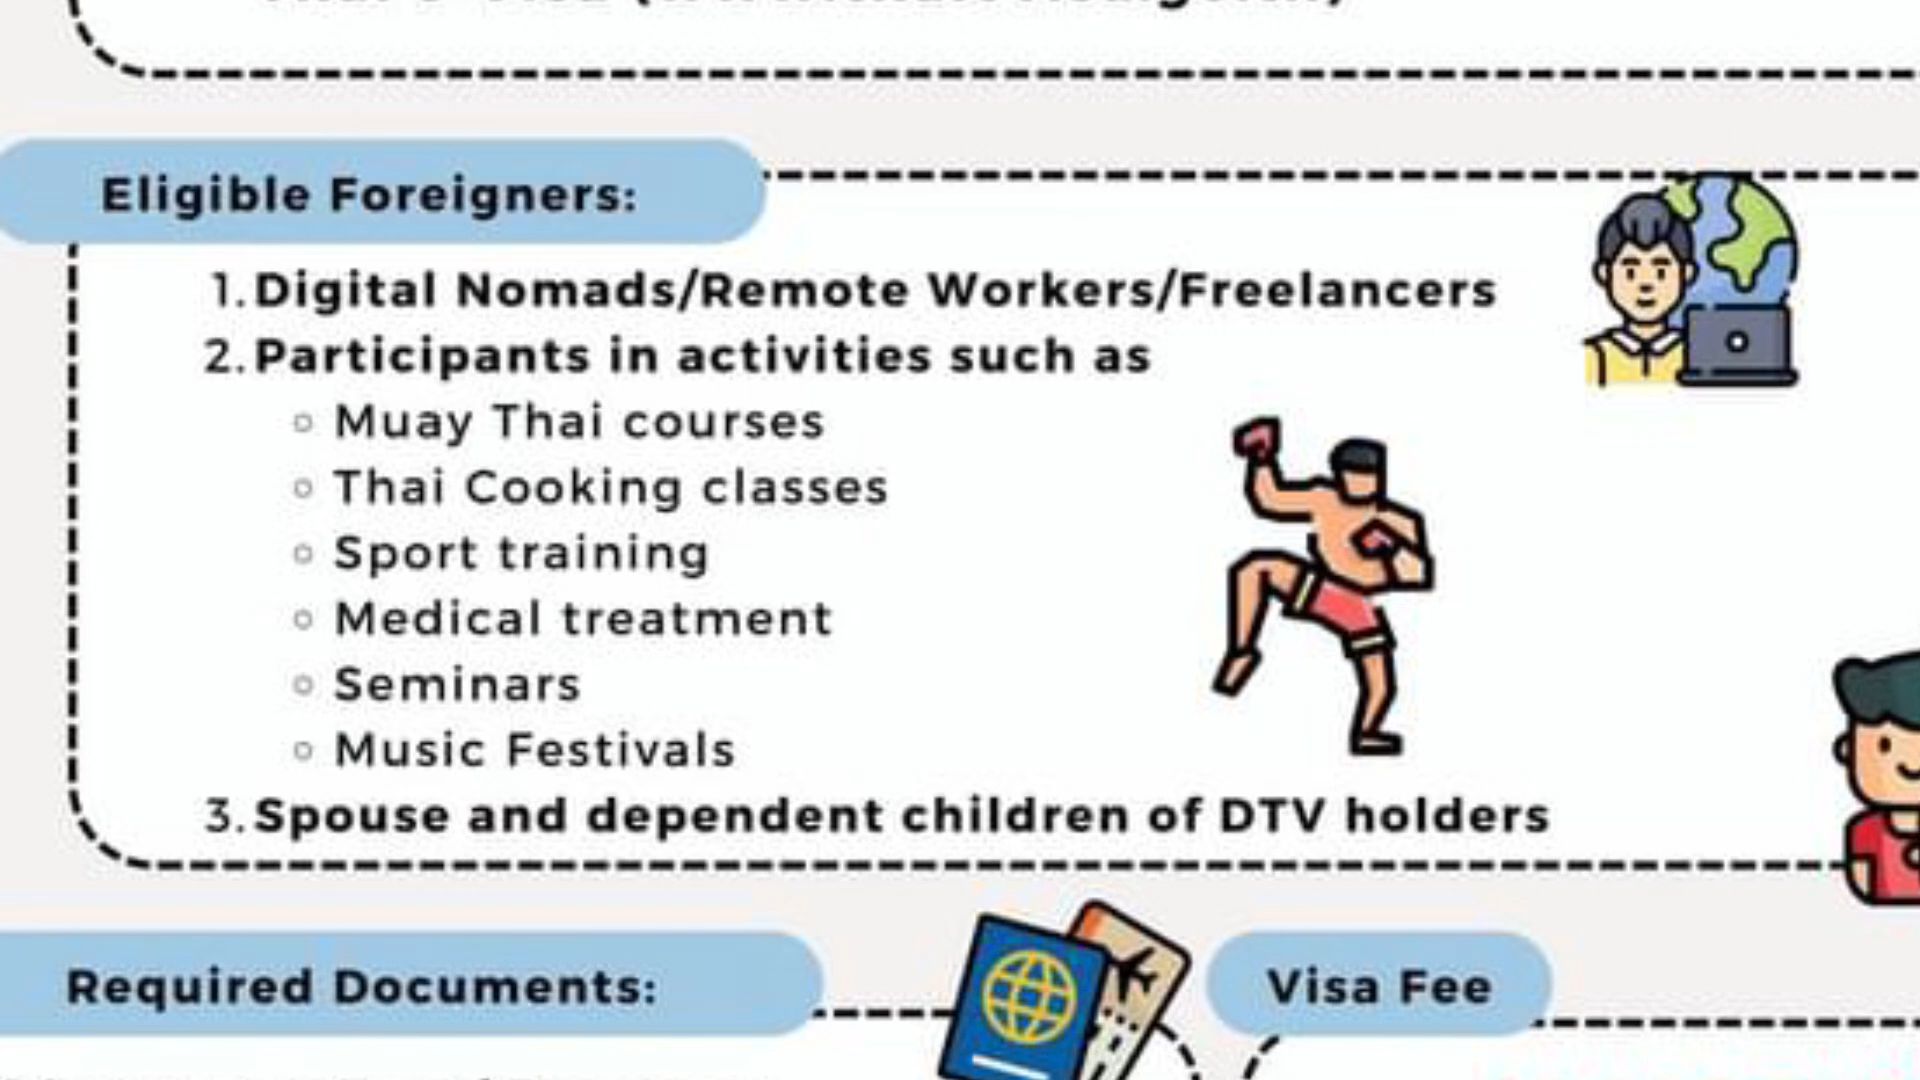 Eligible Foreigners:
1. Digital Nomads/Remote Workers/Freelancers
2. Participants in activities such as
○ Muay Thai courses
○ Thai Cooking classes
○ Sport training
○ Medical treatment
○ Seminars
○ Music Festivals
3. Spouse and dependent children of DTV holders
Required Documents:
Visa Fee